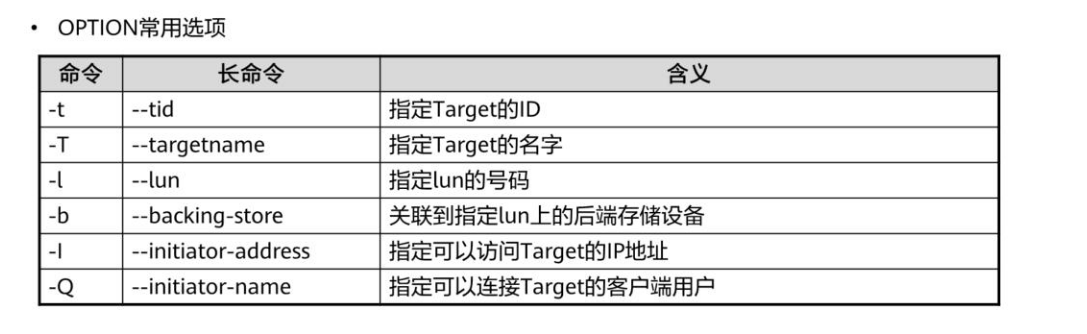 • OPTION常用选项
命令 长命令 含义
-t --tid 指定Target的ID
-T --targetname 指定Target的名字
-l --lun 指定lun的号码
-b --backing-store 关联到指定lun上的后端存储设备
-I --initiator-address 指定可以访问Target的IP地址
-Q --initiator-name 指定可以连接Target的客户端用户